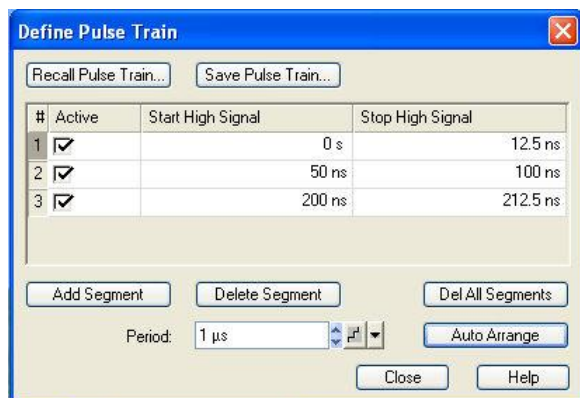 Define Pulse Train
Recall Pulse Train... Save Pulse Train...
# Active Start High Signal Stop High Signal
1 0 s 12.5 ns
2 50 ns 100 ns
3 200 ns 212.5 ns
Add Segment Delete Segment Del All Segments
Period: 1 µs Auto Arrange
Close Help